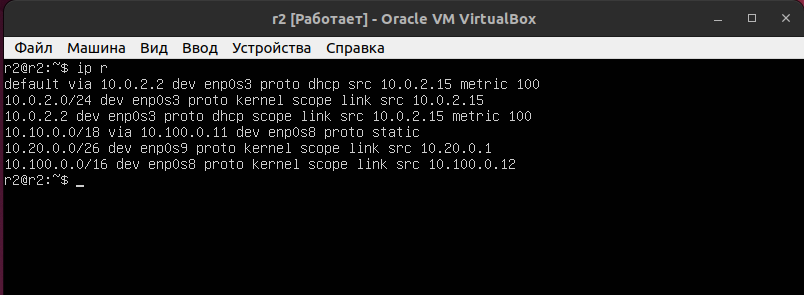 r2 [Работает] - Oracle VM VirtualBox
Файл Машина Вид Ввод Устройства Справка
r2@r2:~$ ip r
default via 10.0.2.2 dev enp0s3 proto dhcp src 10.0.2.15 metric 100
10.0.2.0/24 dev enp0s3 proto kernel scope link src 10.0.2.15
10.0.2.2 dev enp0s3 proto dhcp scope link src 10.0.2.15 metric 100
10.10.0.0/18 via 10.100.0.11 dev enp0s8 proto static
10.20.0.0/26 dev enp0s9 proto kernel scope link src 10.20.0.1
10.100.0.0/16 dev enp0s8 proto kernel scope link src 10.100.0.12
r2@r2:~$ _